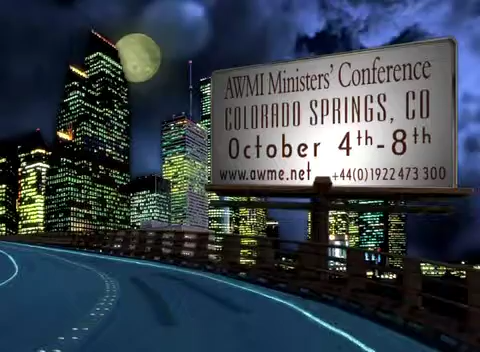 AWMI Ministers' Conference
COLORADO SPRINGS, CO
October 4th-8th
www.awme.net +44(0)1922 473 300